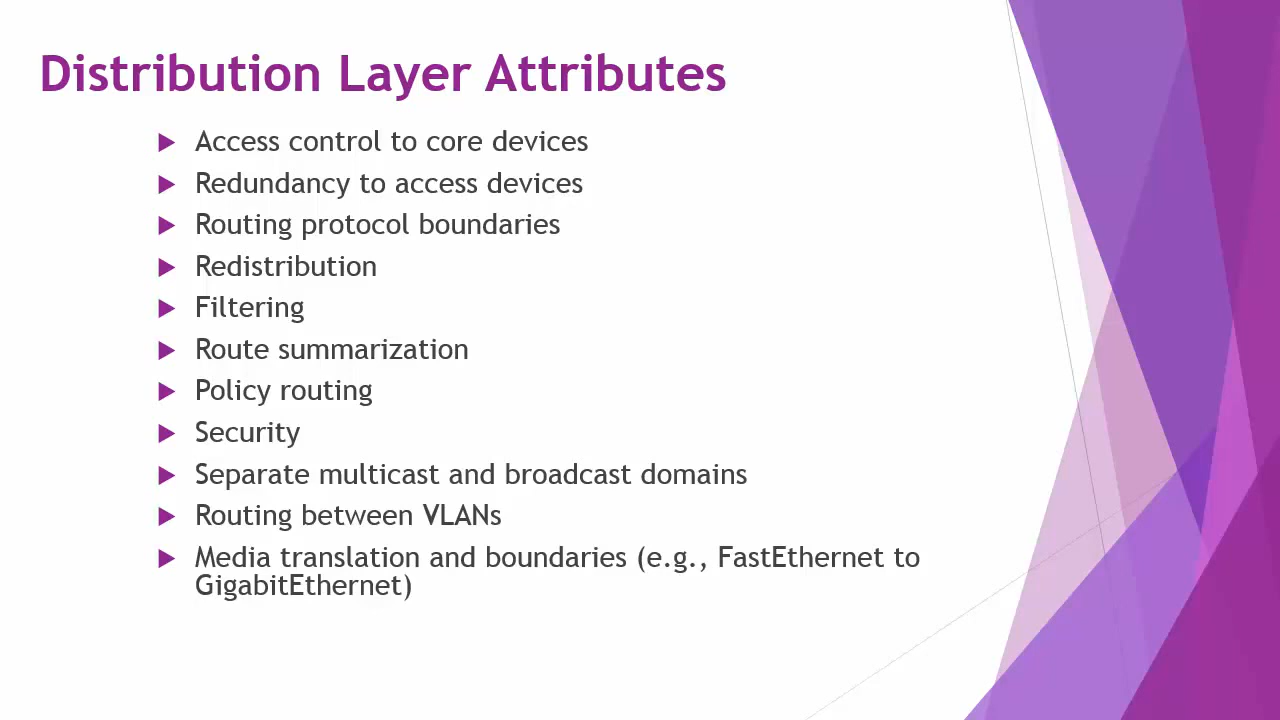 Distribution Layer Attributes
Access control to core devices
Redundancy to access devices
Routing protocol boundaries
Redistribution
Filtering
Route summarization
Policy routing
Security
Separate multicast and broadcast domains
Routing between VLANs
Media translation and boundaries (e.g., FastEthernet to
GigabitEthernet)